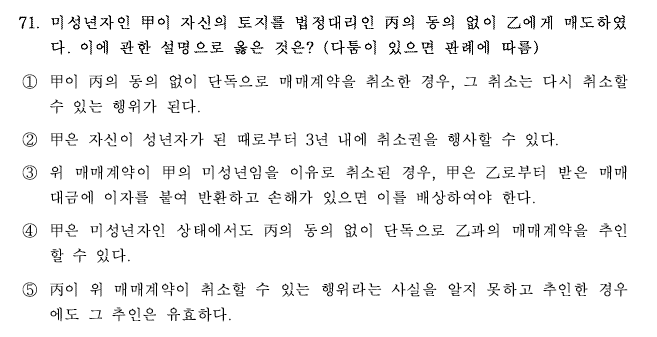 71. 미성년자인 甲이 자신의 토지를 법정대리인 丙의 동의 없이 乙에게 매도하였
다. 이에 관한 설명으로 옳은 것은? (다툼이 있으면 판례에 따름)
① 甲이 丙의 동의 없이 단독으로 매매계약을 취소한 경우, 그 취소는 다시 취소할
수 있는 행위가 된다.
② 甲은 자신이 성년자가 된 때로부터 3년 내에 취소권을 행사할 수 있다.
③ 위 매매계약이 甲의 미성년임을 이유로 취소된 경우, 甲은 乙로부터 받은 매매
대금에 이자를 붙여 반환하고 손해가 있으면 이를 배상하여야 한다.
④ 甲은 미성년자인 상태에서도 丙의 동의 없이 단독으로 乙과의 매매계약을 추인
할 수 있다.
⑤ 丙이 위 매매계약이 취소할 수 있는 행위라는 사실을 알지 못하고 추인한 경우
에도 그 추인은 유효하다.